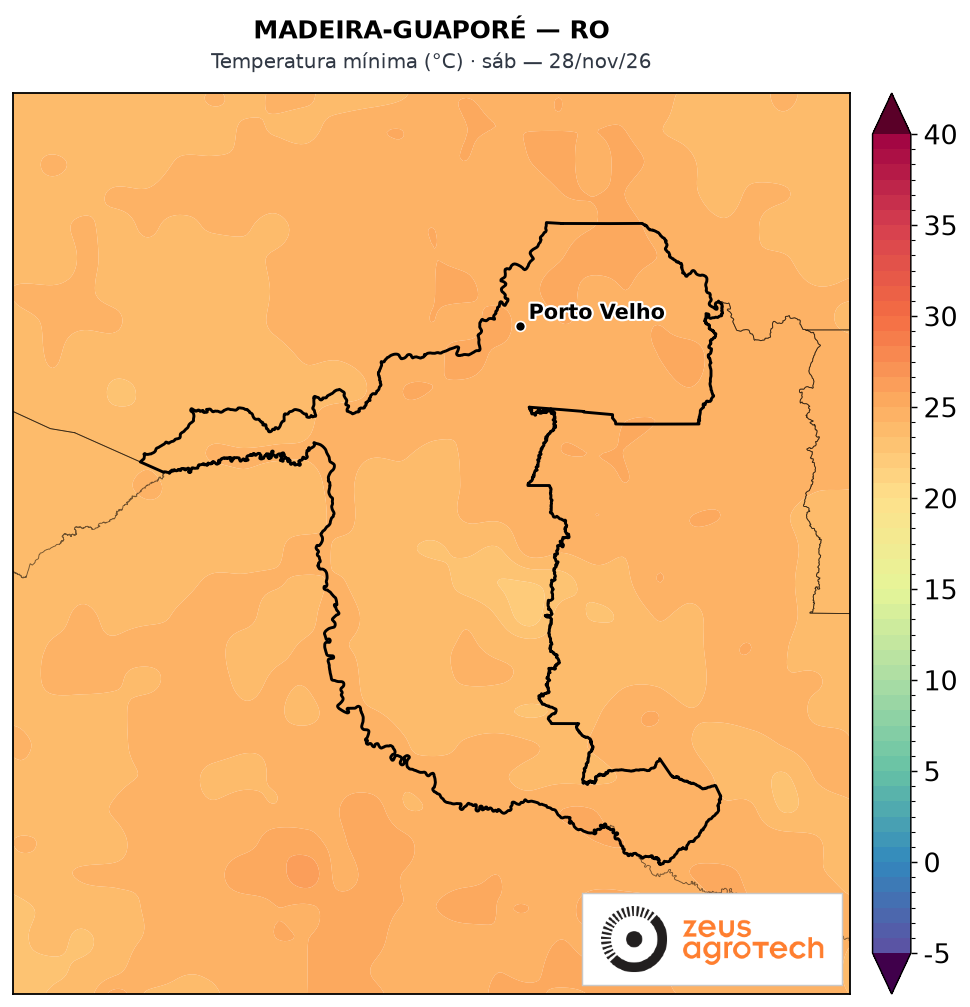 MADEIRA-GUAPORÉ — RO
Temperatura mínima (°C) · sáb — 28/nov/26
Porto Velho
40
35
30
25
20
15
10
5
0
-5
zeus
agrotech